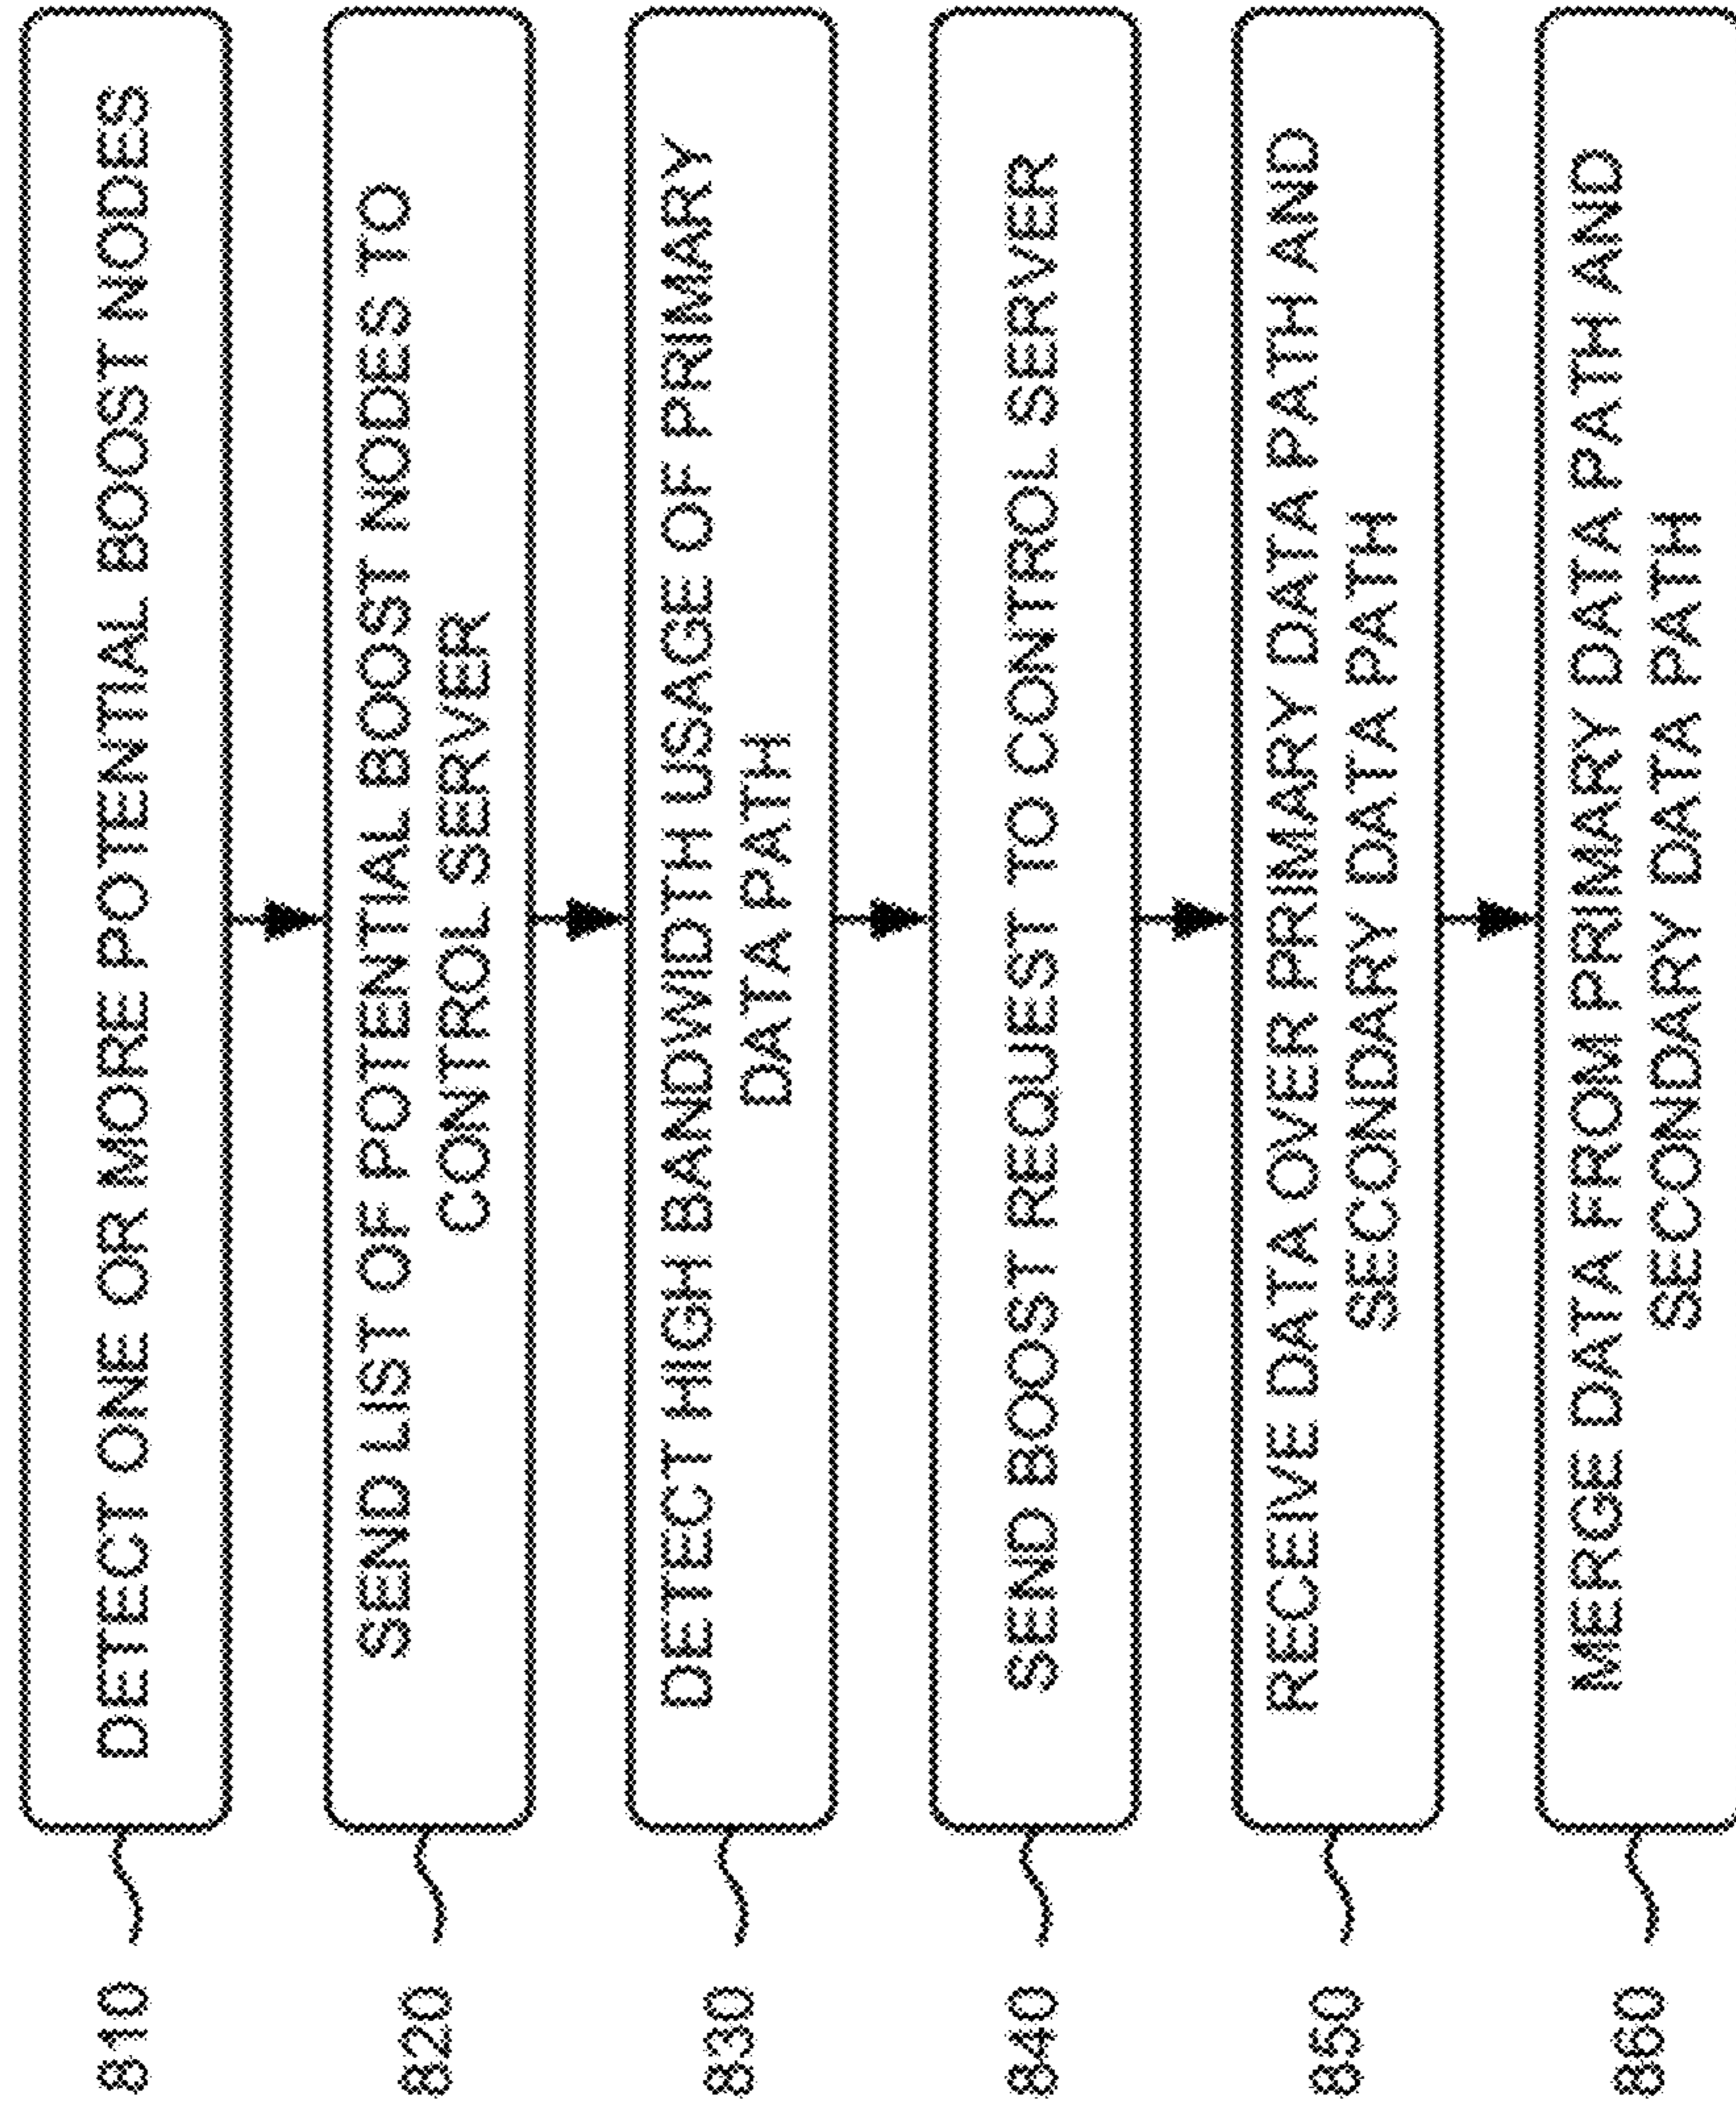 810
DETECT ONE OR MORE POTENTIAL BOOST NODES
820
SEND LIST OF POTENTIAL BOOST NODES TO
CONTROL SERVER
830
DETECT HIGH BANDWIDTH USAGE OF PRIMARY
DATA PATH
840
SEND BOOST REQUEST TO CONTROL SERVER
850
RECEIVE DATA OVER PRIMARY DATA PATH AND
SECONDARY DATA PATH
860
MERGE DATA FROM PRIMARY DATA PATH AND
SECONDARY DATA PATH